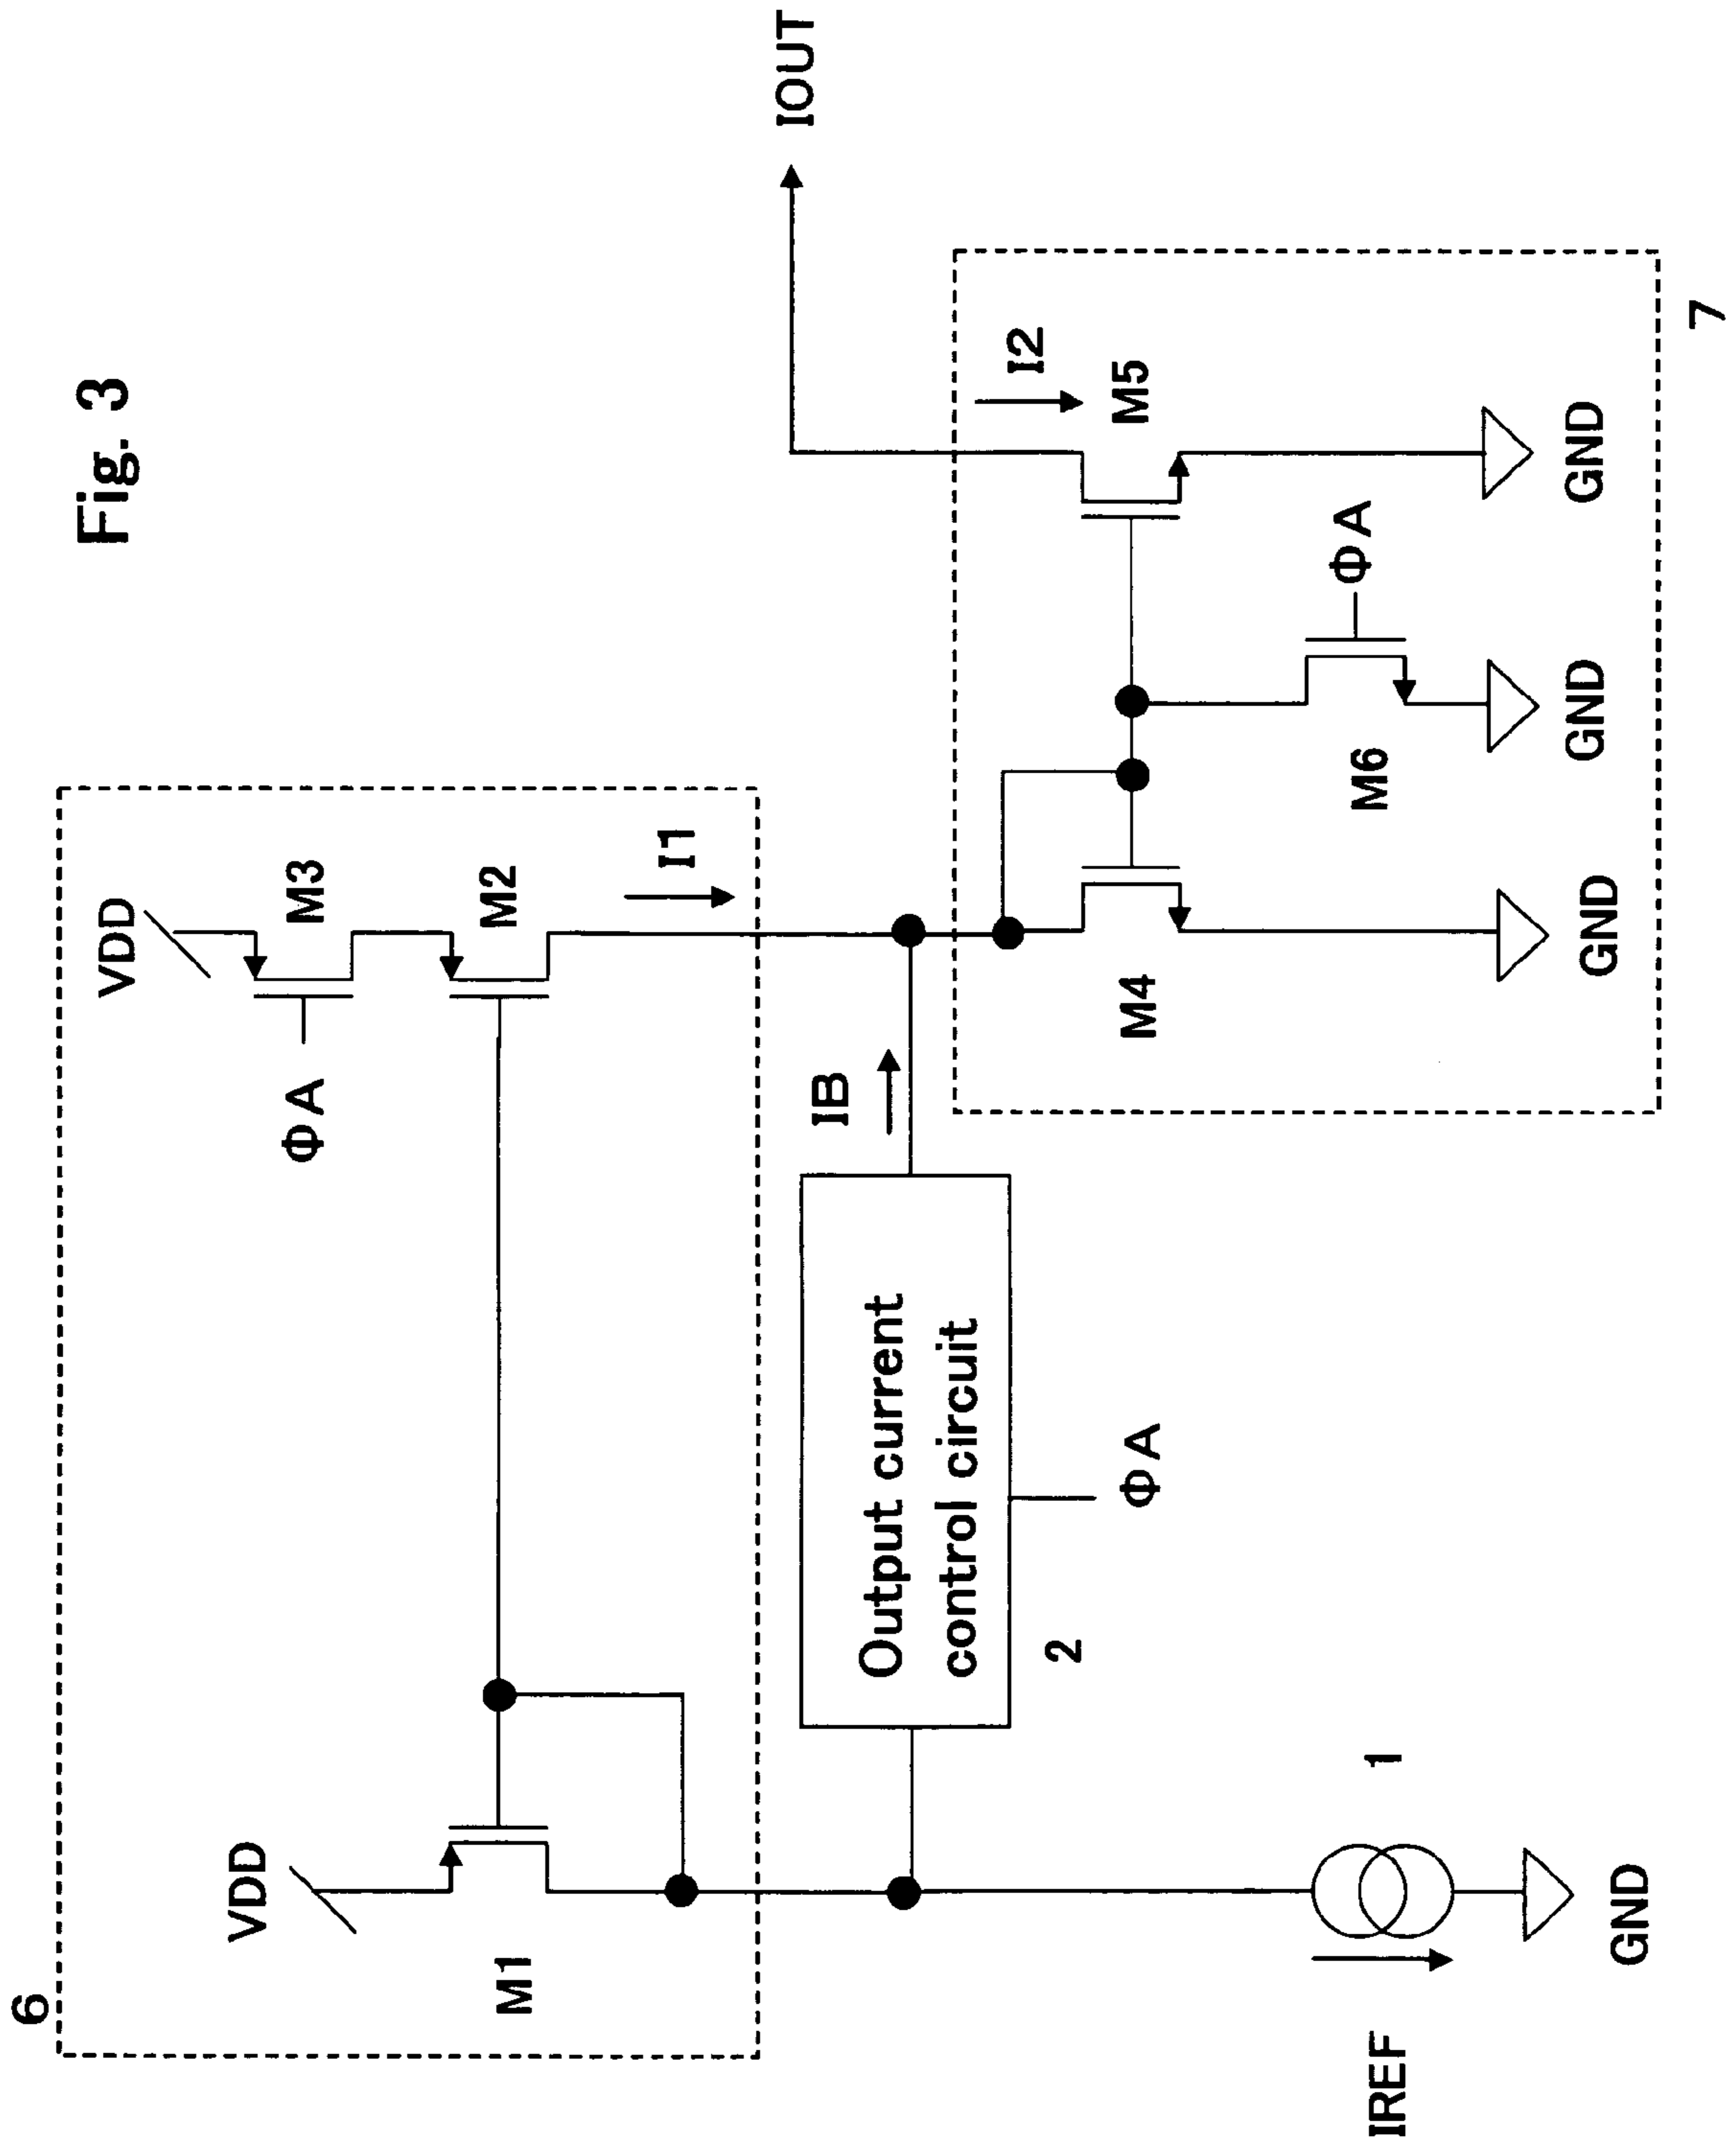 Fig. 3
6
VDD
M1
VDD
ΦA
M3
M2
I1
Output current
control circuit
2
ΦA
IB
IOUT
IREF
1
GND
I2
M4
M5
M6
ΦA
GND
GND
GND
7